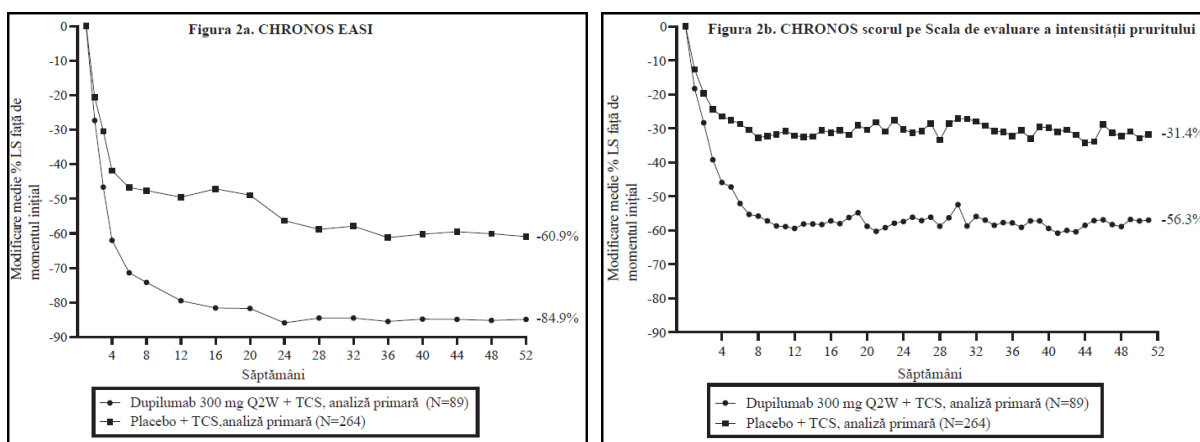 Figura 2a. CHRONOS EASI
Modificare medie % LS față de
momentul inițial
0
-10
-20
-30
-40
-50
-60
-70
-80
-90
-60.9%
-84.9%
4 8 12 16 20 24 28 32 36 40 44 48 52
Săptămâni
Dupilumab 300 mg Q2W + TCS, analiză primară (N=89)
Placebo + TCS,analiză primară (N=264)
Figura 2b. CHRONOS scorul pe Scala de evaluare a intensității pruritului
Modificare medie % LS față de
momentul inițial
0
-10
-20
-30
-40
-50
-60
-70
-80
-90
-31.4%
-56.3%
4 8 12 16 20 24 28 32 36 40 44 48 52
Săptămâni
Dupilumab 300 mg Q2W + TCS, analiză primară (N=89)
Placebo + TCS, analiză primară (N=264)